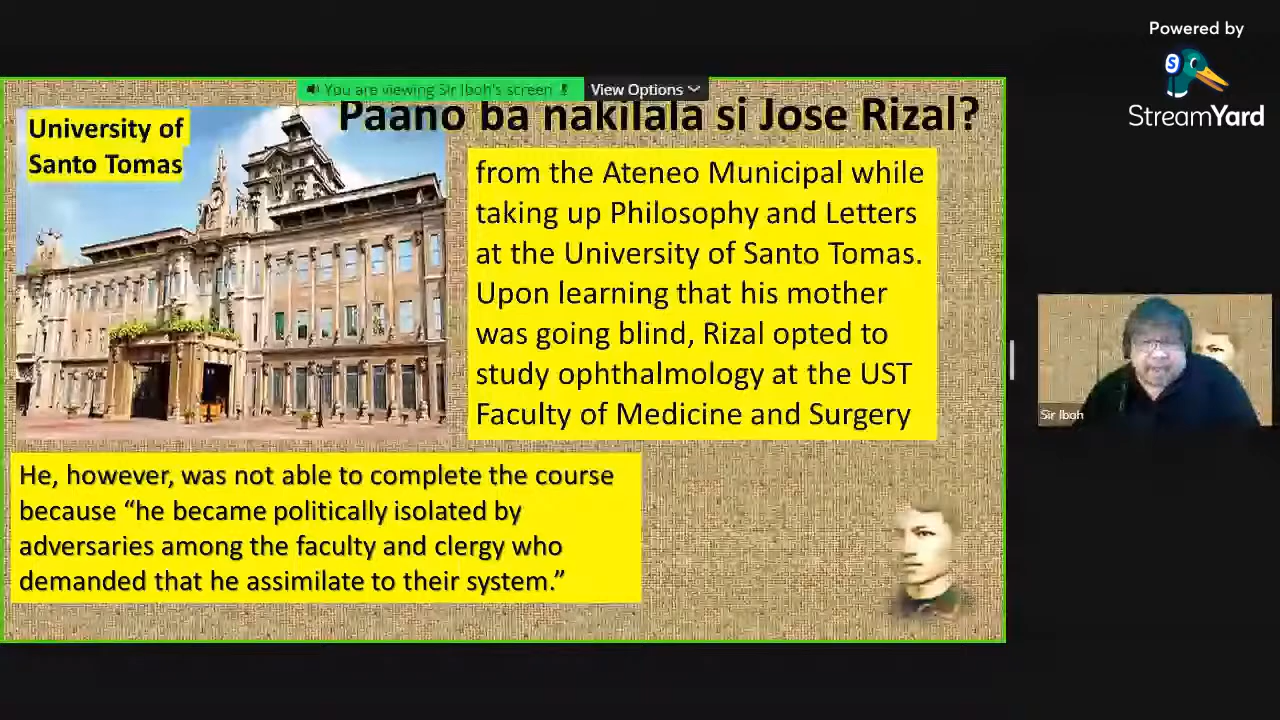 Powered by
StreamYard
You are viewing Sir Iboh's screen
View Options
Paano ba nakilala si Jose Rizal?
University of
Santo Tomas
from the Ateneo Municipal while
taking up Philosophy and Letters
at the University of Santo Tomas.
Upon learning that his mother
was going blind, Rizal opted to
study ophthalmology at the UST
Faculty of Medicine and Surgery
He, however, was not able to complete the course
because “he became politically isolated by
adversaries among the faculty and clergy who
demanded that he assimilate to their system.”
Sir Iboh